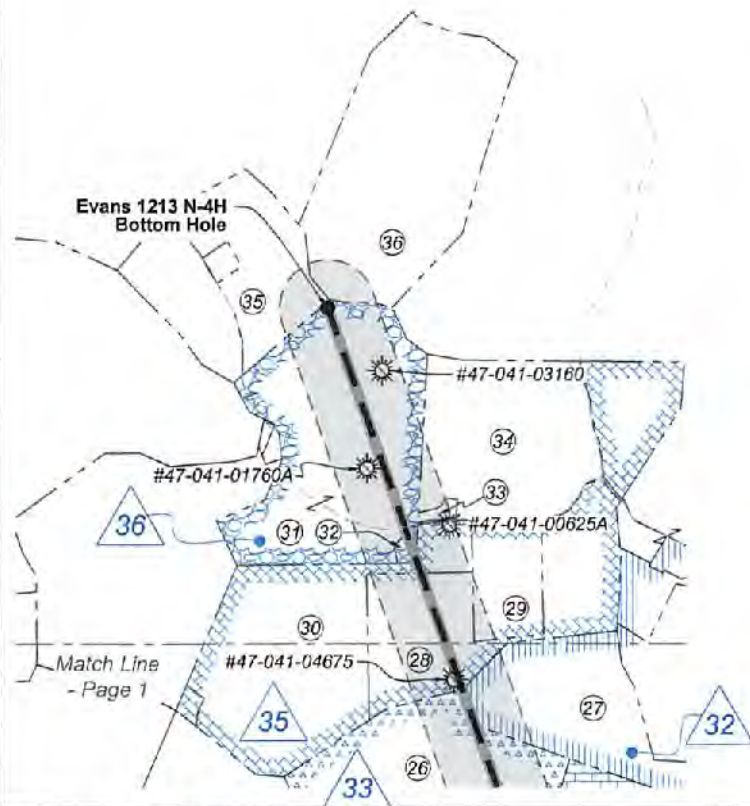 Evans 1213 N-4H
Bottom Hole
36
35
#47-041-03160
34
#47-041-01760A
33
36
31
32
#47-041-00625A
29
30
Match Line
- Page 1
#47-041-04675
28
27
35
32
26
33